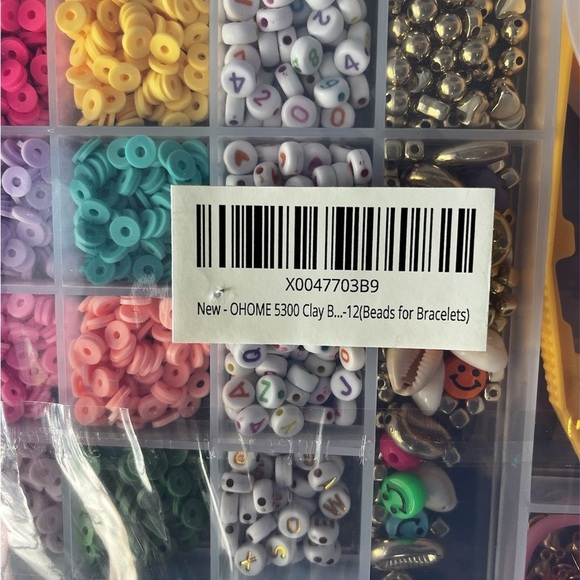 X0047703B9
New - OHOME 5300 Clay B...-12(Beads for Bracelets)